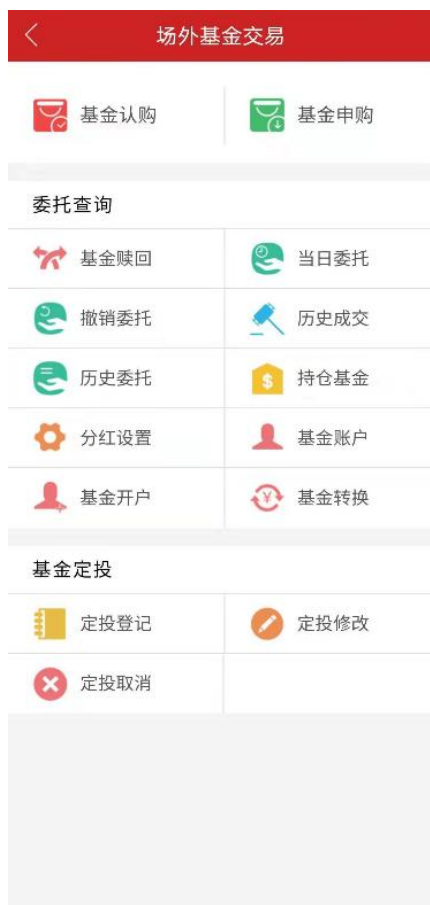 场外基金交易
基金认购 基金申购
委托查询
基金赎回 当日委托
撤销委托 历史成交
历史委托 持仓基金
分红设置 基金账户
基金开户 基金转换
基金定投
定投登记 定投修改
定投取消